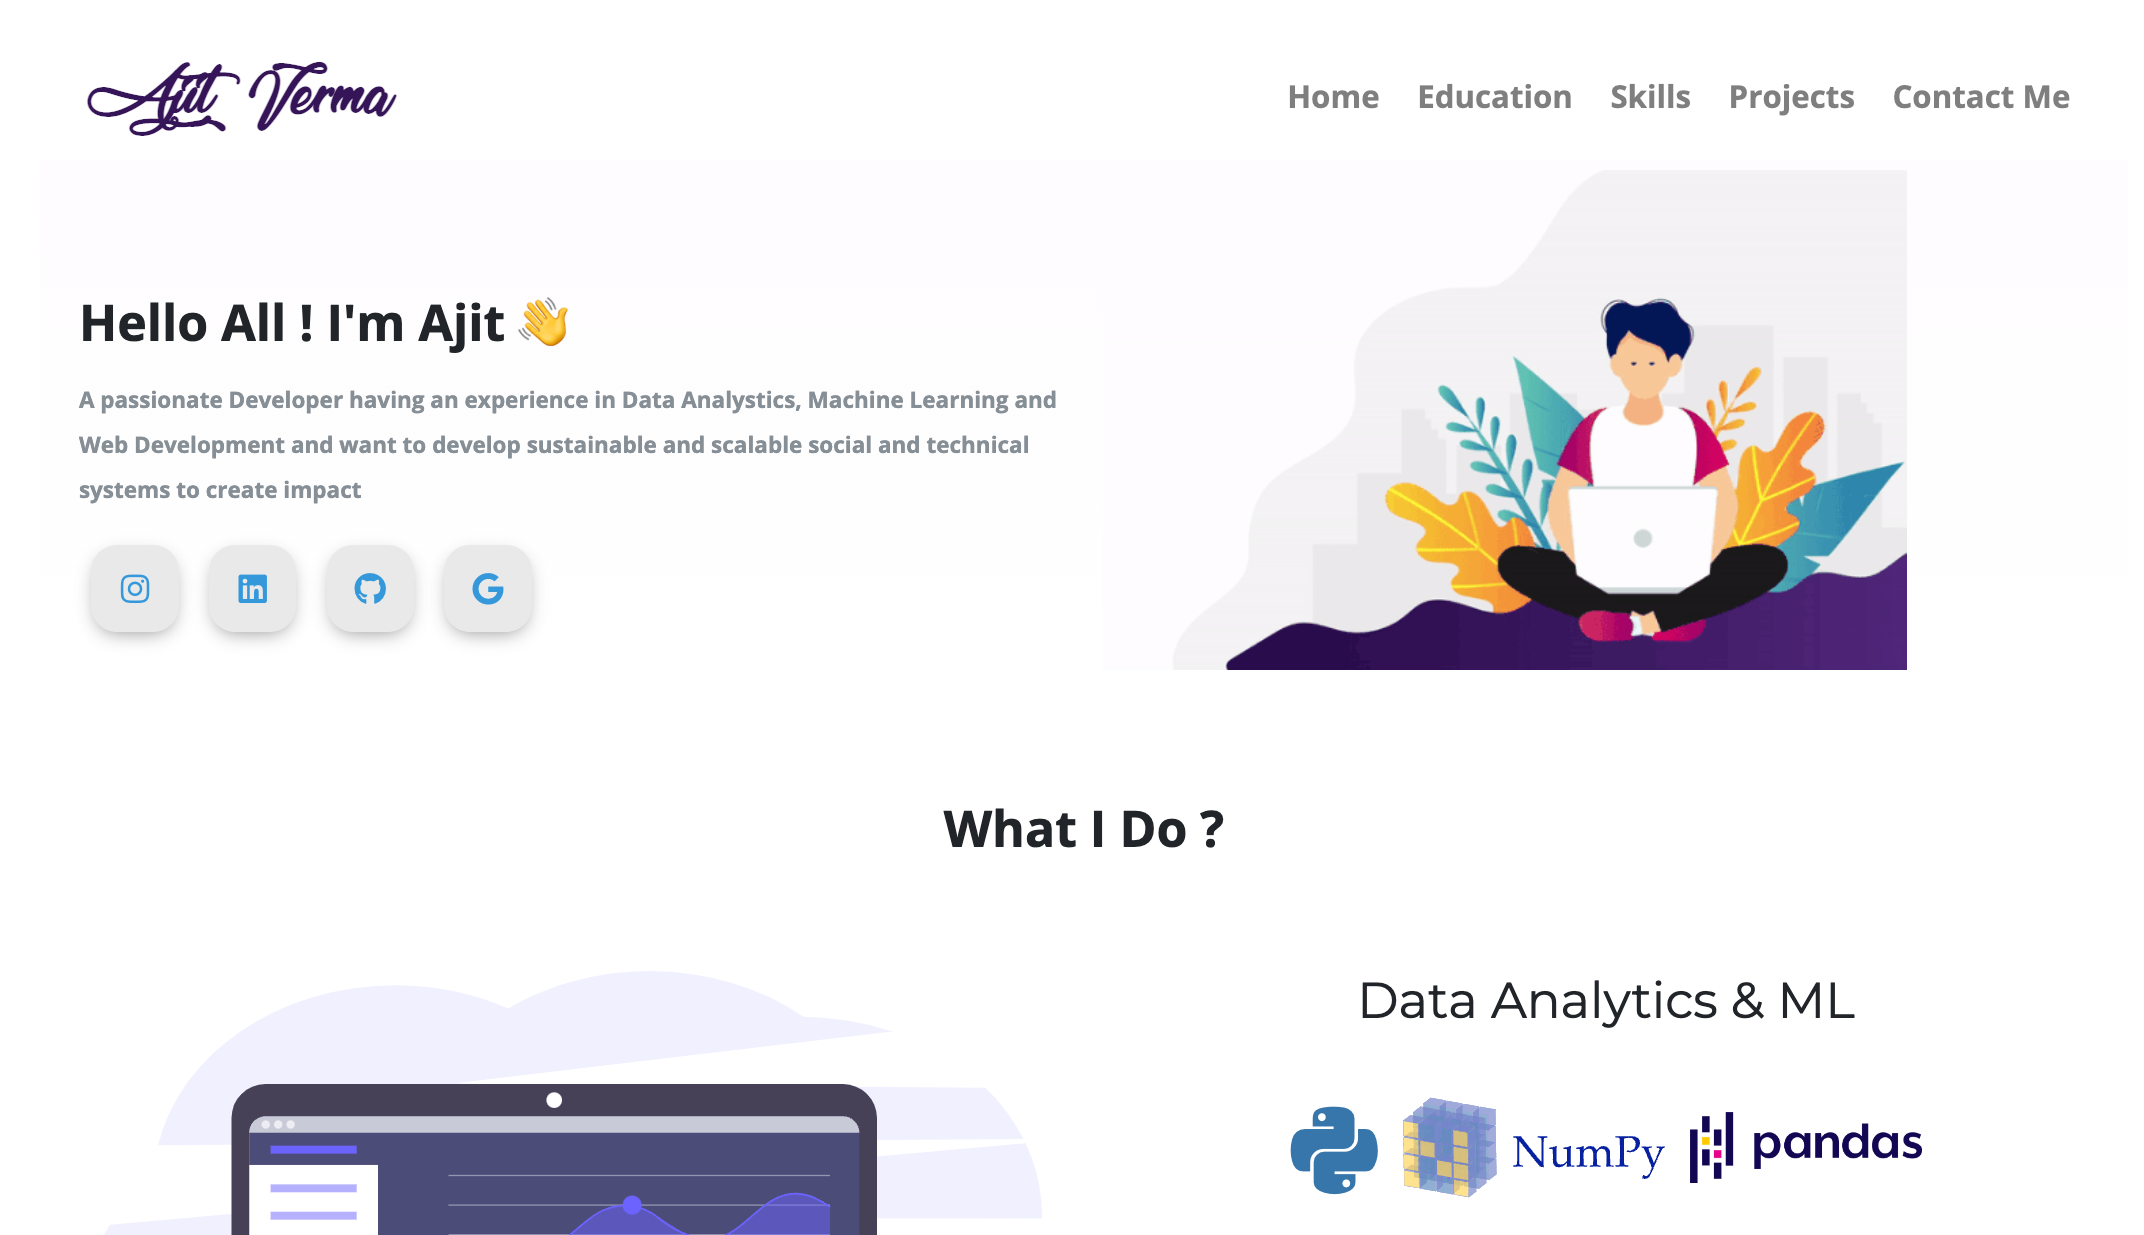 Ajit Verma
Home Education Skills Projects Contact Me
Hello All ! I'm Ajit 👋
A passionate Developer having an experience in Data Analystics, Machine Learning and
Web Development and want to develop sustainable and scalable social and technical
systems to create impact
What I Do ?
Data Analytics & ML
NumPy
pandas